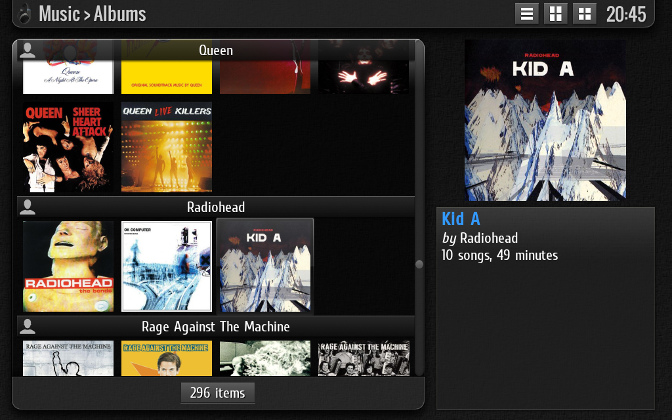 Music > Albums
20:45
Queen
Queen
A Night At The Opera
ORIGINAL SOUNDTRACK MUSIC BY QUEEN
QUEEN SHEER
HEART
ATTACK
QUEEN LIVE KILLERS
Radiohead
RADIOHEAD
the bends
OK COMPUTER
RADIOHEAD
KID A
Rage Against The Machine
RAGE AGAINST THE MACHINE
RAGE AGAINST THE MACHINE
RAGE AGAINST THE MACHINE
296 items
RADIOHEAD
KID A
KId A
by Radiohead
10 songs, 49 minutes